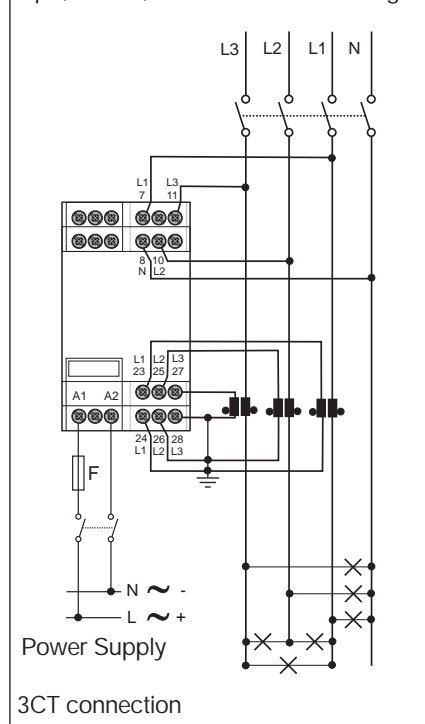 L3 L2 L1 N
L1 L3
7 11
8 10
N L2
L1 L2 L3
23 25 27
A1 A2
24 26 28
L1 L2 L3
F
N ~ -
L ~ +
Power Supply
3CT connection